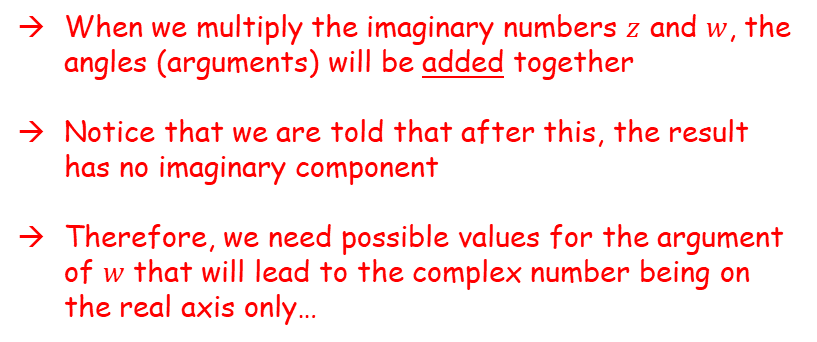 → When we multiply the imaginary numbers z and w, the
angles (arguments) will be added together
→ Notice that we are told that after this, the result
has no imaginary component
→ Therefore, we need possible values for the argument
of w that will lead to the complex number being on
the real axis only…